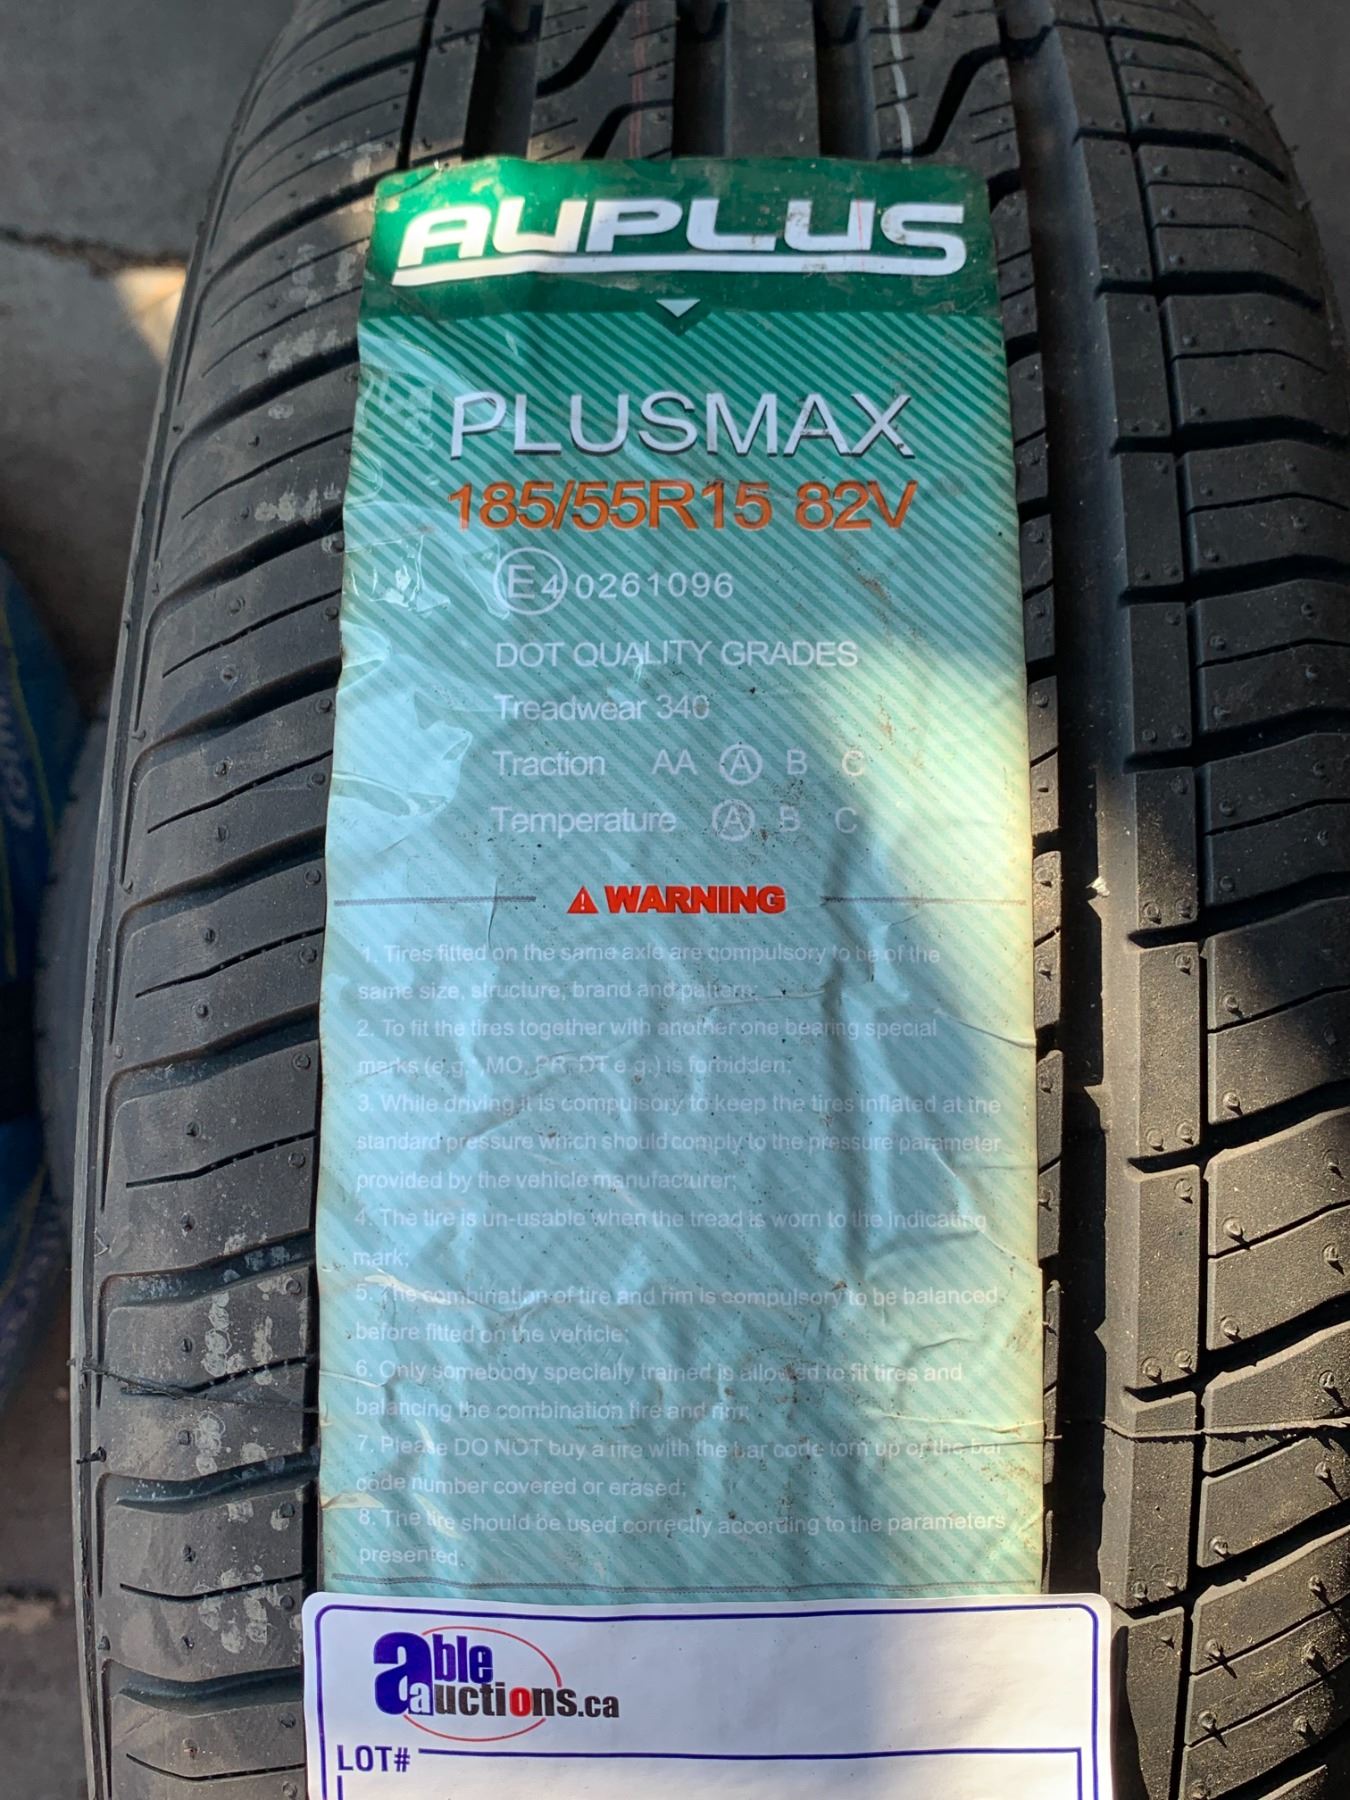 AUPLUS
PLUSMAX
185/55R15 82V
E4 0261096
DOT QUALITY GRADES
Treadwear 340
Traction AA A B C
Temperature A B C
WARNING
1. Tires fitted on the same axle are compulsory to be of the
same size, structure, brand and pattern;
2. To fit the tires together with another one bearing special
marks (e.g. ,MO, PR, DT e.g.) is forbidden;
3. While driving it is compulsory to keep the tires inflated at the
standard pressure which should comply to the pressure parameter
provided by the vehicle manufacturer;
4. The tire is un-usable when the tread is worn to the indicating
mark;
5. The combination of tire and rim is compulsory to be balanced
before fitted on the vehicle;
6. Only somebody specially trained is allowed to fit tires and
balancing the combination tire and rim;
7. Please DO NOT buy a tire with the bar code torn up or the bar
code number covered or erased;
8. The tire should be used correctly according to the parameters
presented.
able
auctions.ca
LOT#